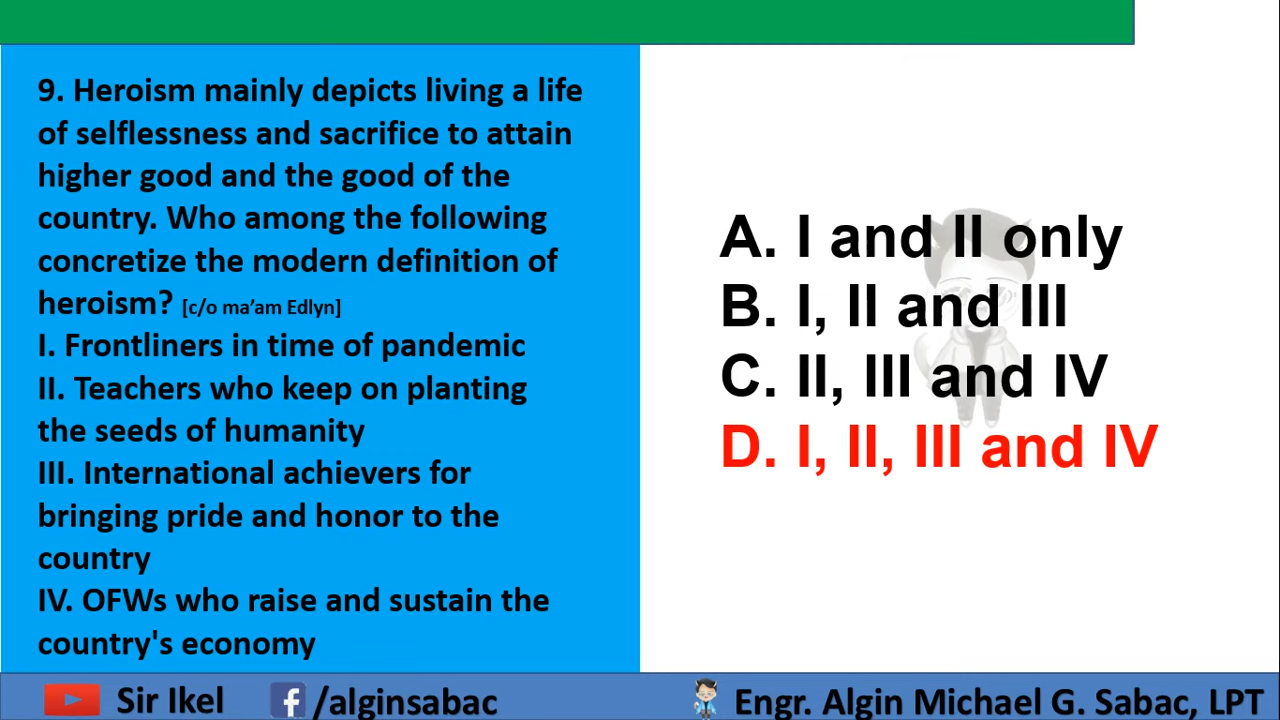 9. Heroism mainly depicts living a life
of selflessness and sacrifice to attain
higher good and the good of the
country. Who among the following
concretize the modern definition of
heroism? [c/o ma’am Edlyn]
I. Frontliners in time of pandemic
II. Teachers who keep on planting
the seeds of humanity
III. International achievers for
bringing pride and honor to the
country
IV. OFWs who raise and sustain the
country's economy
A. I and II only
B. I, II and III
C. II, III and IV
D. I, II, III and IV
Sir Ikel
/alginsabac
Engr. Algin Michael G. Sabac, LPT